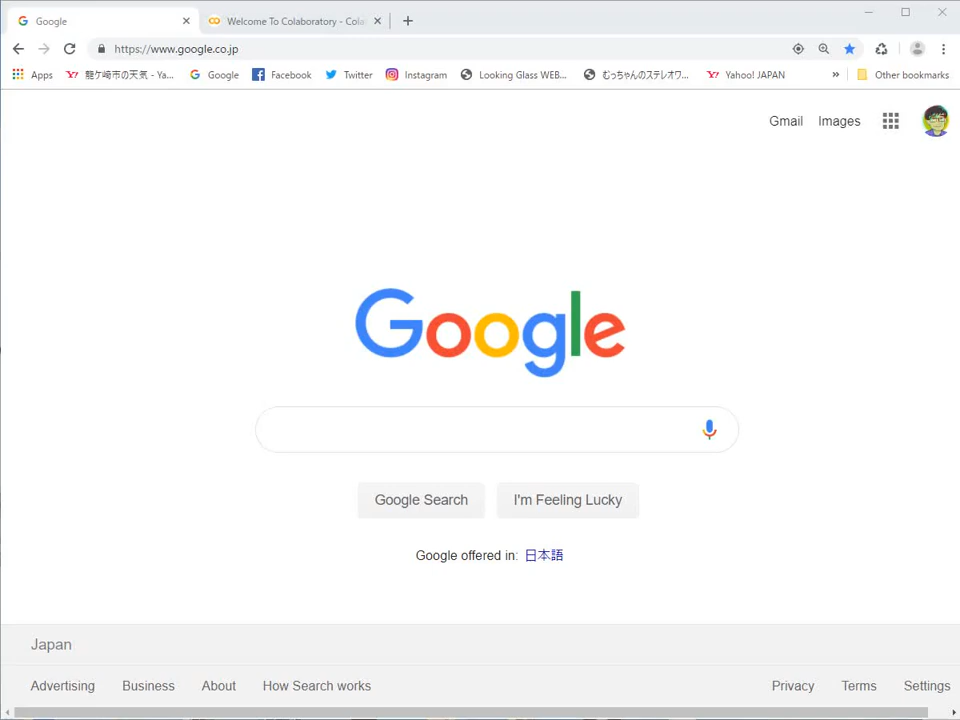 Google
Welcome To Colaboratory - Cola
https://www.google.co.jp
Apps
龍ケ崎市の天気 - Ya...
Google
Facebook
Twitter
Instagram
Looking Glass WEB...
むっちゃんのステレオワ...
Yahoo! JAPAN
»
Other bookmarks
Gmail
Images
Google
Google Search
I'm Feeling Lucky
Google offered in: 日本語
Japan
Advertising
Business
About
How Search works
Privacy
Terms
Settings